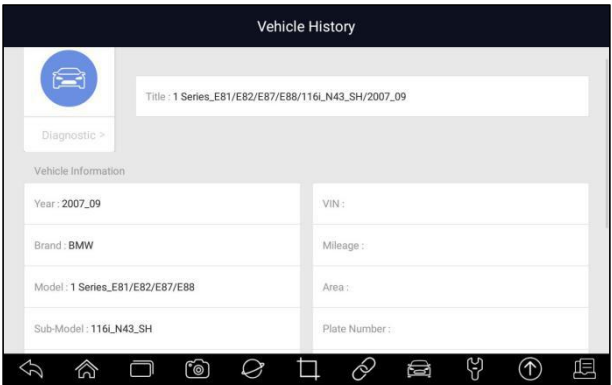 Vehicle History
Title : 1 Series_E81/E82/E87/E88/116i_N43_SH/2007_09
Diagnostic >
Vehicle Information
Year : 2007_09
VIN :
Brand : BMW
Mileage :
Model : 1 Series_E81/E82/E87/E88
Area :
Sub-Model : 116i_N43_SH
Plate Number :